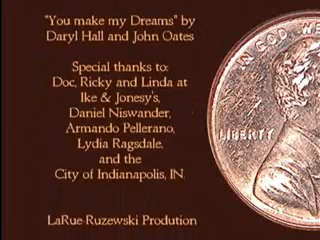 "You make my Dreams" by
Daryl Hall and John Oates
Special thanks to:
Doc, Ricky and Linda at
Ike & Jonesy's,
Daniel Niswander,
Armando Pellerano,
Lydia Ragsdale,
and the
City of Indianapolis, IN.
LaRue-Ruzewski Prodution
IN GOD WE
LIBERTY